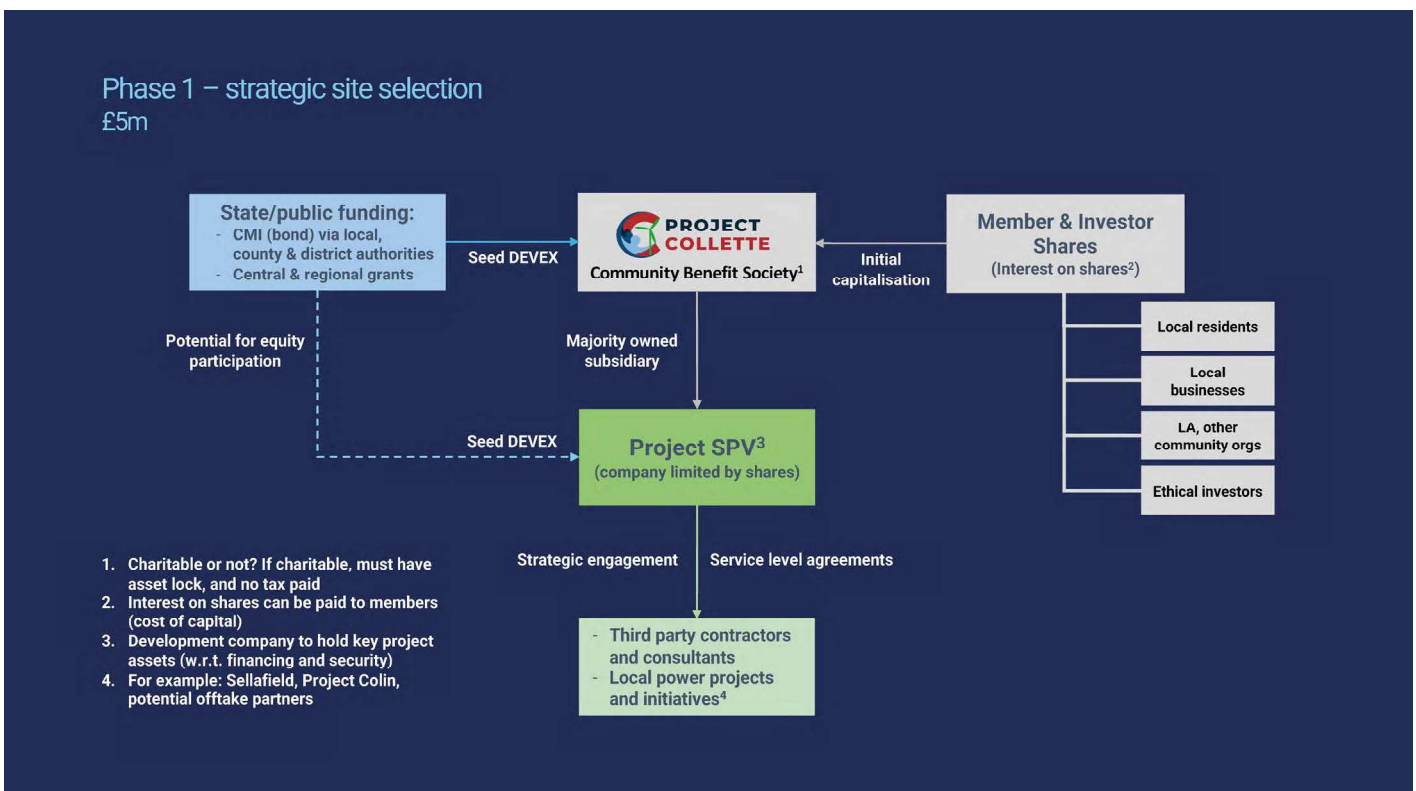 Phase 1 – strategic site selection
£5m
State/public funding:
- CMI (bond) via local,
county & district authorities
- Central & regional grants
Seed DEVEX
PROJECT
COLLETTE
Community Benefit Society¹
Initial
capitalisation
Member & Investor
Shares
(Interest on shares²)
Local residents
Local
businesses
LA, other
community orgs
Ethical investors
Potential for equity
participation
Majority owned
subsidiary
Seed DEVEX
Project SPV³
(company limited by shares)
Strategic engagement
Service level agreements
- Third party contractors
and consultants
- Local power projects
and initiatives⁴
1. Charitable or not? If charitable, must have
asset lock, and no tax paid
2. Interest on shares can be paid to members
(cost of capital)
3. Development company to hold key project
assets (w.r.t. financing and security)
4. For example: Sellafield, Project Colin,
potential offtake partners